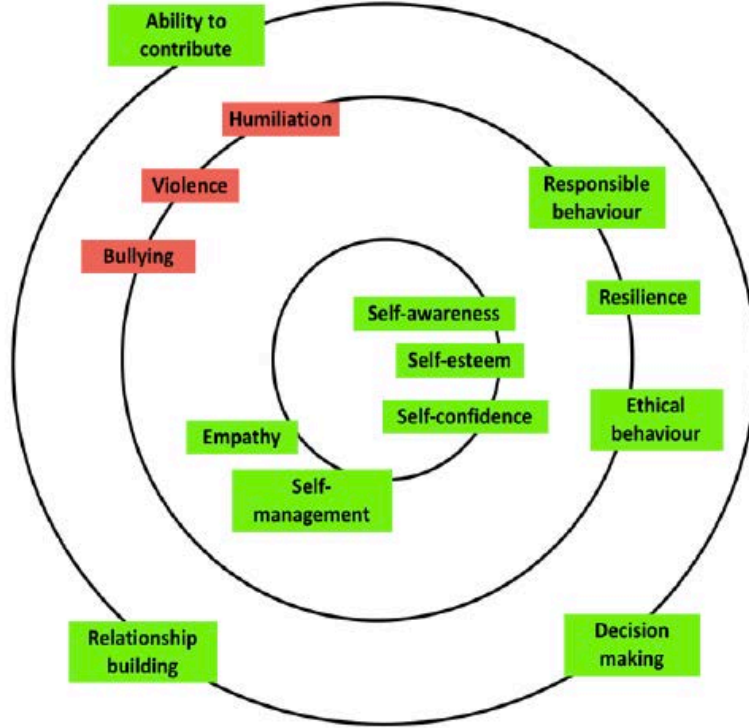 Ability to
contribute
Humiliation
Violence
Responsible
behaviour
Bullying
Resilience
Self-awareness
Self-esteem
Self-confidence
Ethical
behaviour
Empathy
Self-
management
Relationship
building
Decision
making